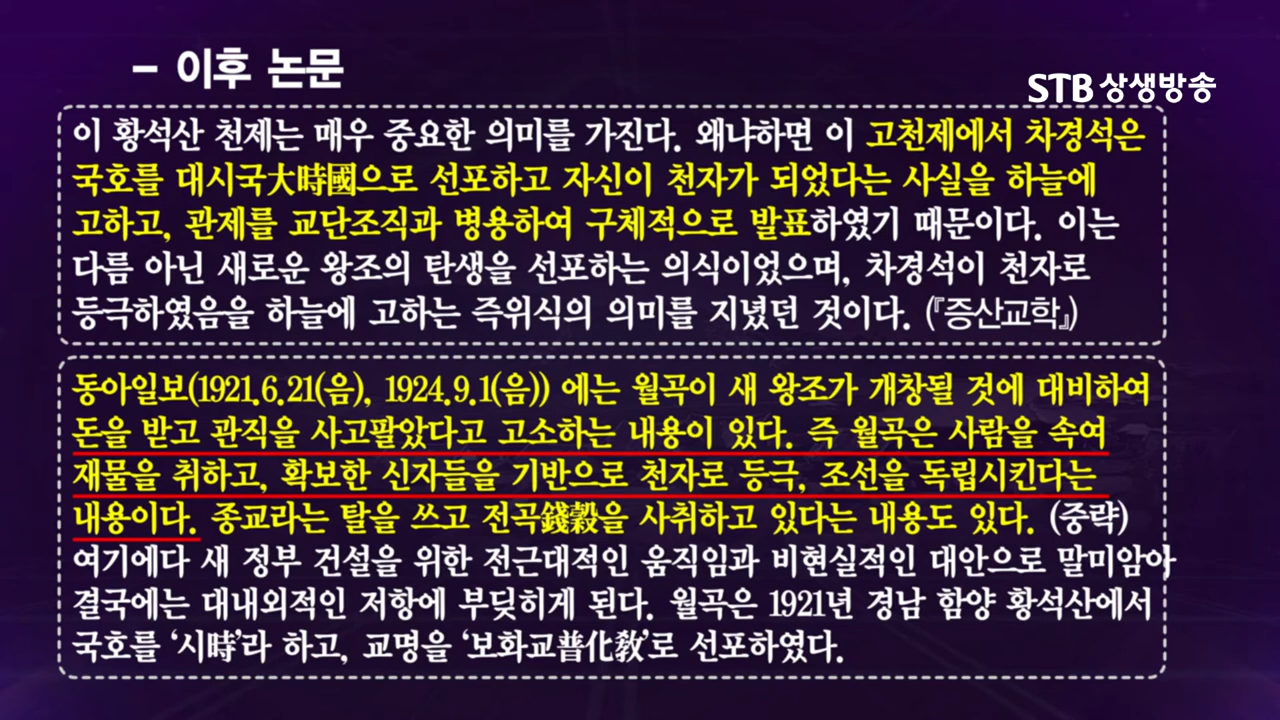 - 이후 논문
STB 상생방송
이 황석산 천제는 매우 중요한 의미를 가진다. 왜냐하면 이 고천제에서 차경석은
국호를 대시국大時國으로 선포하고 자신이 천자가 되었다는 사실을 하늘에
고하고, 관제를 교단조직과 병용하여 구체적으로 발표하였기 때문이다. 이는
다름 아닌 새로운 왕조의 탄생을 선포하는 의식이었으며, 차경석이 천자로
등극하였음을 하늘에 고하는 즉위식의 의미를 지녔던 것이다. (『증산교학』)
동아일보(1921.6.21(음), 1924.9.1(음)) 에는 월곡이 새 왕조가 개창될 것에 대비하여
돈을 받고 관직을 사고팔았다고 고소하는 내용이 있다. 즉 월곡은 사람을 속여
재물을 취하고, 확보한 신자들을 기반으로 천자로 등극, 조선을 독립시킨다는
내용이다. 종교라는 탈을 쓰고 전곡錢穀을 사취하고 있다는 내용도 있다. (중략)
여기에다 새 정부 건설을 위한 전근대적인 움직임과 비현실적인 대안으로 말미암아
결국에는 대내외적인 저항에 부딪히게 된다. 월곡은 1921년 경남 함양 황석산에서
국호를 ‘시時’라 하고, 교명을 ‘보화교普化敎’로 선포하였다.